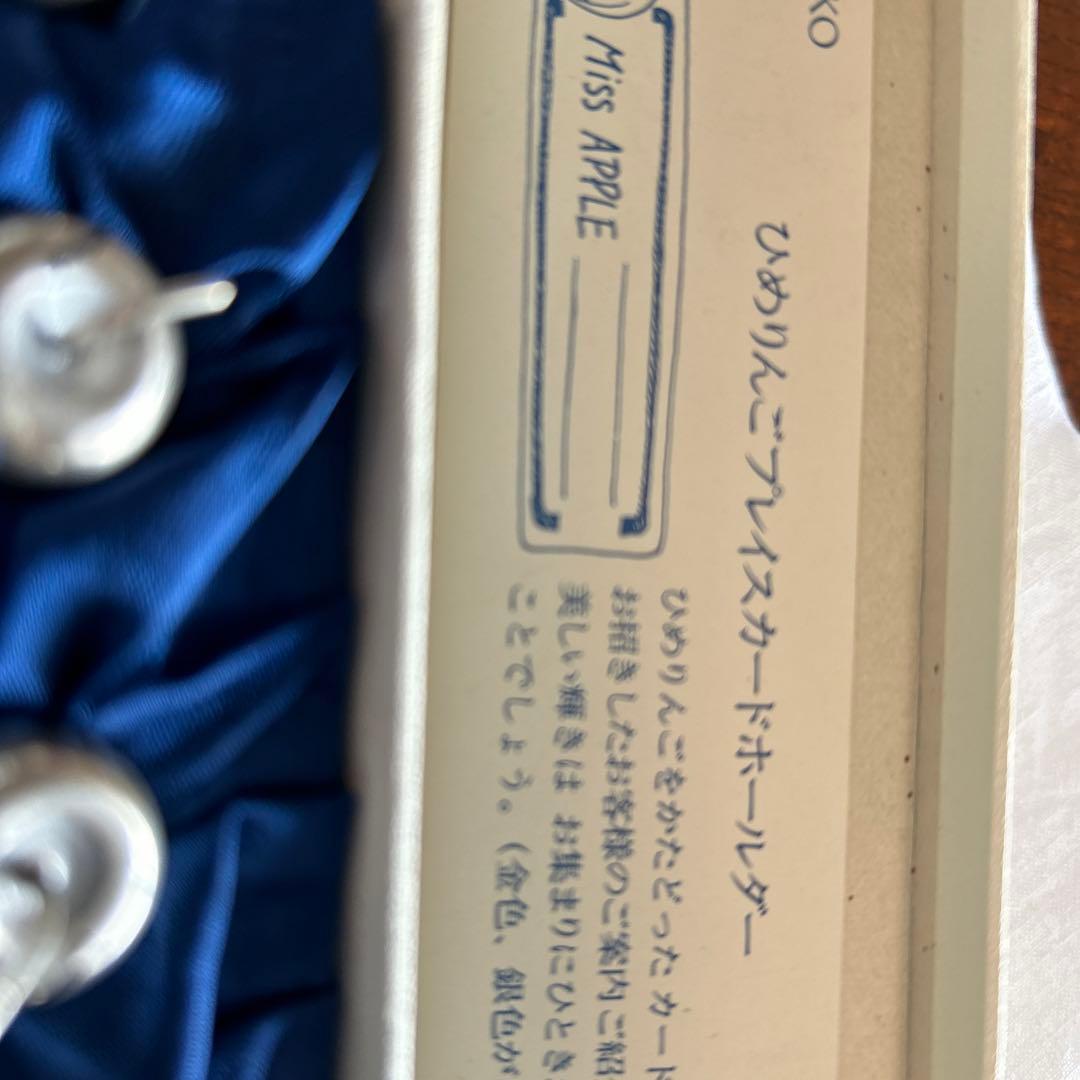 KO
ひめりんごプレイスカードホールダー
Miss APPLE
ひめりんごをかたどった カード
お招きしたお客様のご案内ご紹
美しい輝きは お集まりにひとき
ことでしょう。(金色、銀色が